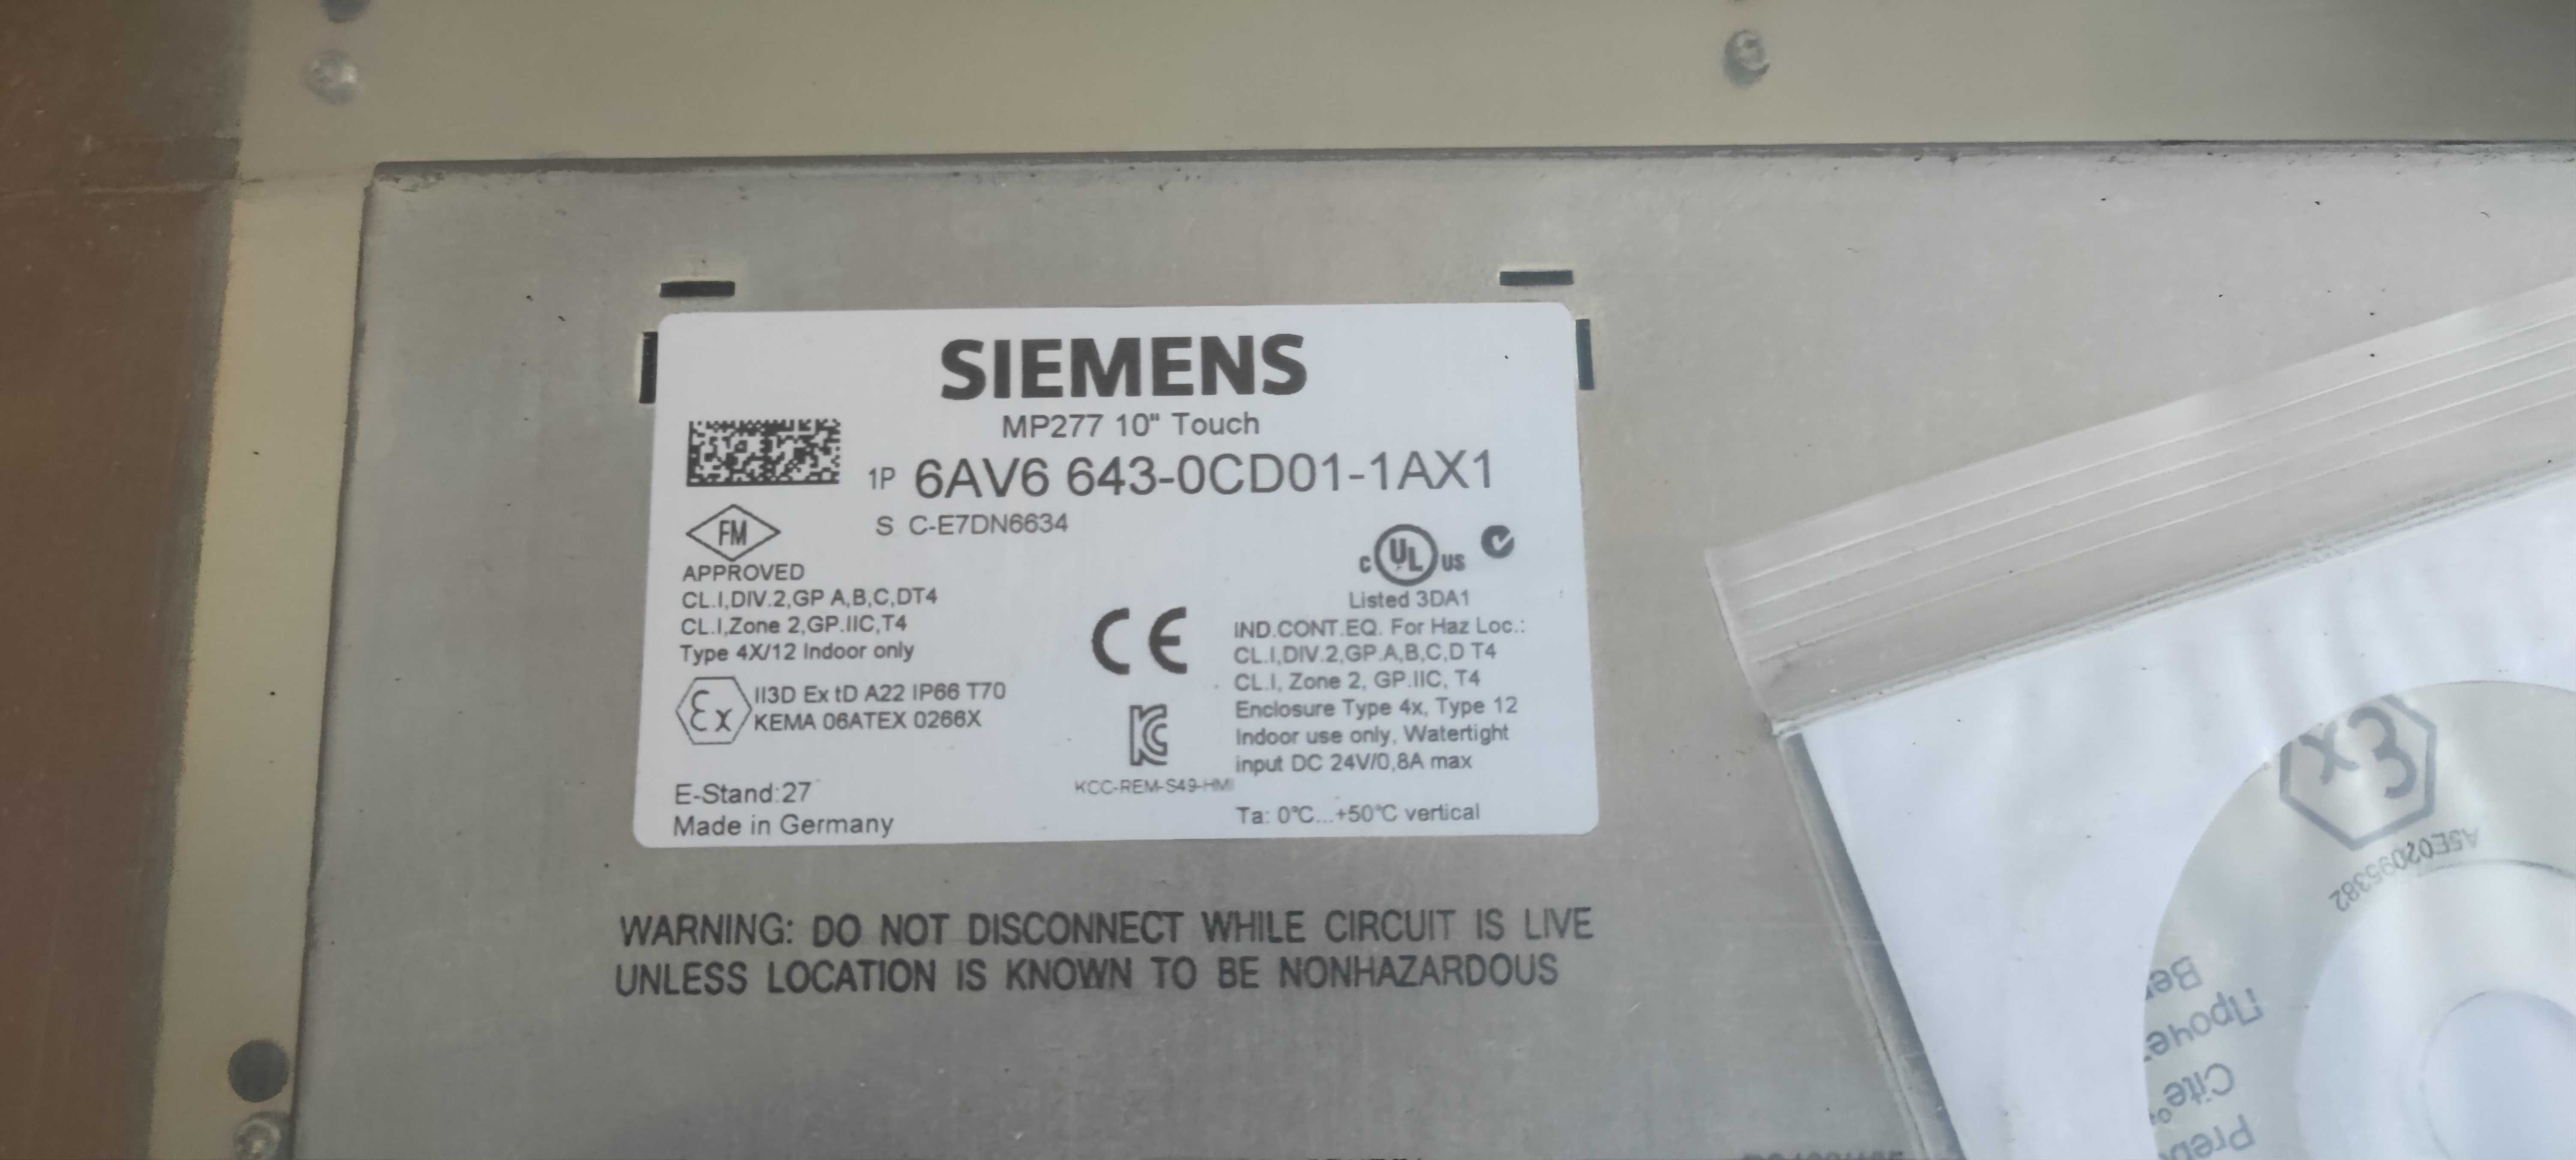 SIEMENS
MP277 10" Touch
1P 6AV6 643-0CD01-1AX1
S C-E7DN6634
FM
APPROVED
CL.I,DIV.2,GP A,B,C,DT4
CL.I,Zone 2,GP.IIC,T4
Type 4X/12 Indoor only
Ex II3D Ex tD A22 IP66 T70
KEMA 06ATEX 0266X
E-Stand:27
Made in Germany
CE
KCC-REM-S49-HMI
c UL us
Listed 3DA1
IND.CONT.EQ. For Haz Loc.:
CL.I,DIV.2,GP.A,B,C,D T4
CL.I, Zone 2, GP.IIC, T4
Enclosure Type 4x, Type 12
Indoor use only, Watertight
input DC 24V/0,8A max
Ta: 0°C...+50°C vertical
WARNING: DO NOT DISCONNECT WHILE CIRCUIT IS LIVE
UNLESS LOCATION IS KNOWN TO BE NONHAZARDOUS
Ex
A5E02095382